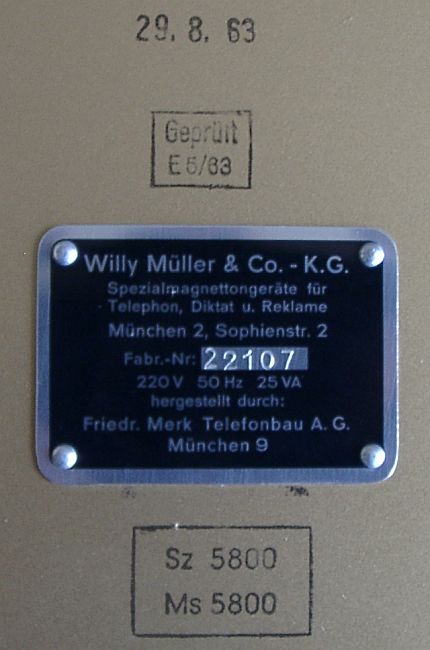 29. 8. 63
Geprüft
E 5/63
Willy Müller & Co. - K.G.
Spezialmagnettongeräte für
Telephon, Diktat u. Reklame
München 2, Sophienstr. 2
Fabr.-Nr: 22107
220 V 50 Hz 25 VA
hergestellt durch:
Friedr. Merk Telefonbau A. G.
München 9
Sz 5800
Ms 5800